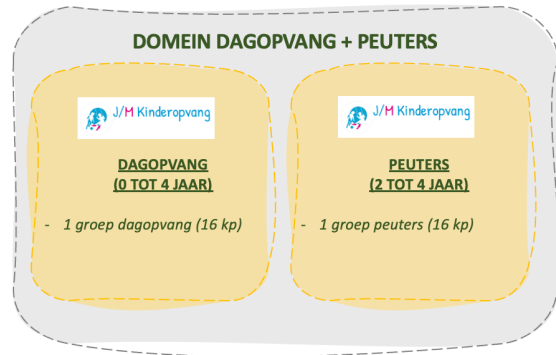 DOMEIN DAGOPVANG + PEUTERS
J/M Kinderopvang
DAGOPVANG
(0 TOT 4 JAAR)
- 1 groep dagopvang (16 kp)
J/M Kinderopvang
PEUTERS
(2 TOT 4 JAAR)
- 1 groep peuters (16 kp)